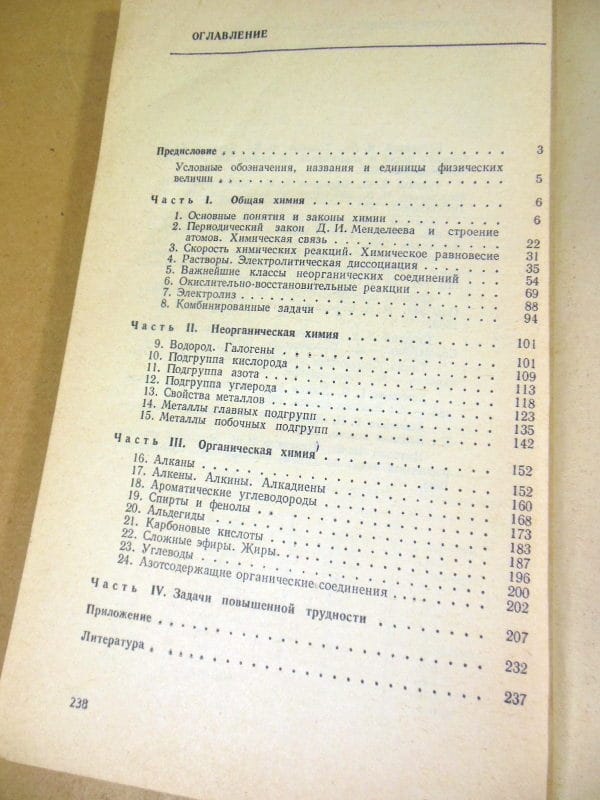 ОГЛАВЛЕНИЕ
Предисловие . . . 3
Условные обозначения, названия и единицы физических
величин . . . 5
Часть I. Общая химия . . . 6
1. Основные понятия и законы химии . . . 6
2. Периодический закон Д. И. Менделеева и строение
атомов. Химическая связь . . . 22
3. Скорость химических реакций. Химическое равновесие 31
4. Растворы. Электролитическая диссоциация . . . 35
5. Важнейшие классы неорганических соединений . . . 54
6. Окислительно-восстановительные реакции . . . 69
7. Электролиз . . . 88
8. Комбинированные задачи . . . 94
Часть II. Неорганическая химия . . . 101
9. Водород. Галогены . . . 101
10. Подгруппа кислорода . . . 109
11. Подгруппа азота . . . 113
12. Подгруппа углерода . . . 118
13. Свойства металлов . . . 123
14. Металлы главных подгрупп . . . 135
15. Металлы побочных подгрупп . . . 142
Часть III. Органическая химия . . . 152
16. Алканы . . . 152
17. Алкены. Алкины. Алкадиены . . . 160
18. Ароматические углеводороды . . . 168
19. Спирты и фенолы . . . 173
20. Альдегиды . . . 183
21. Карбоновые кислоты . . . 187
22. Сложные эфиры. Жиры. . . . 196
23. Углеводы . . . 200
24. Азотсодержащие органические соединения . . . 202
Часть IV. Задачи повышенной трудности . . . 207
Приложение . . . 232
Литература . . . 237
238